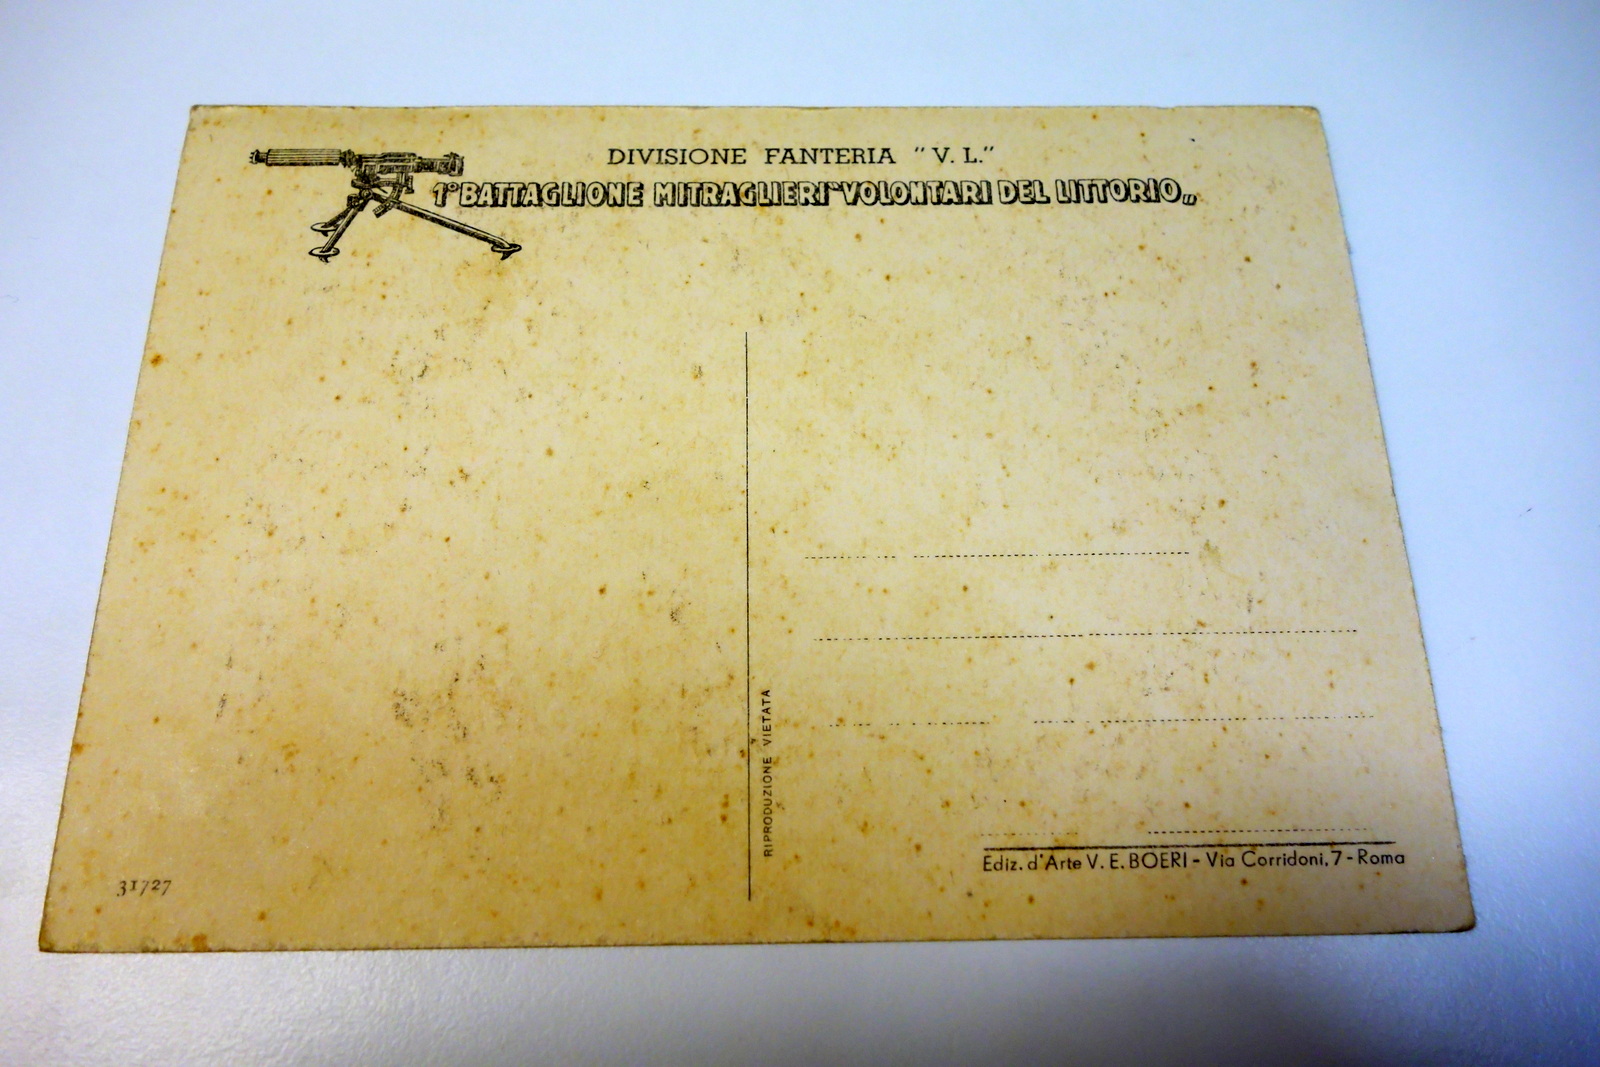 DIVISIONE FANTERIA "V. L."
1° BATTAGLIONE MITRAGLIERI "VOLONTARI DEL LITTORIO„
RIPRODUZIONE VIETATA
Ediz. d'Arte V. E. BOERI - Via Corridoni, 7 - Roma
31727